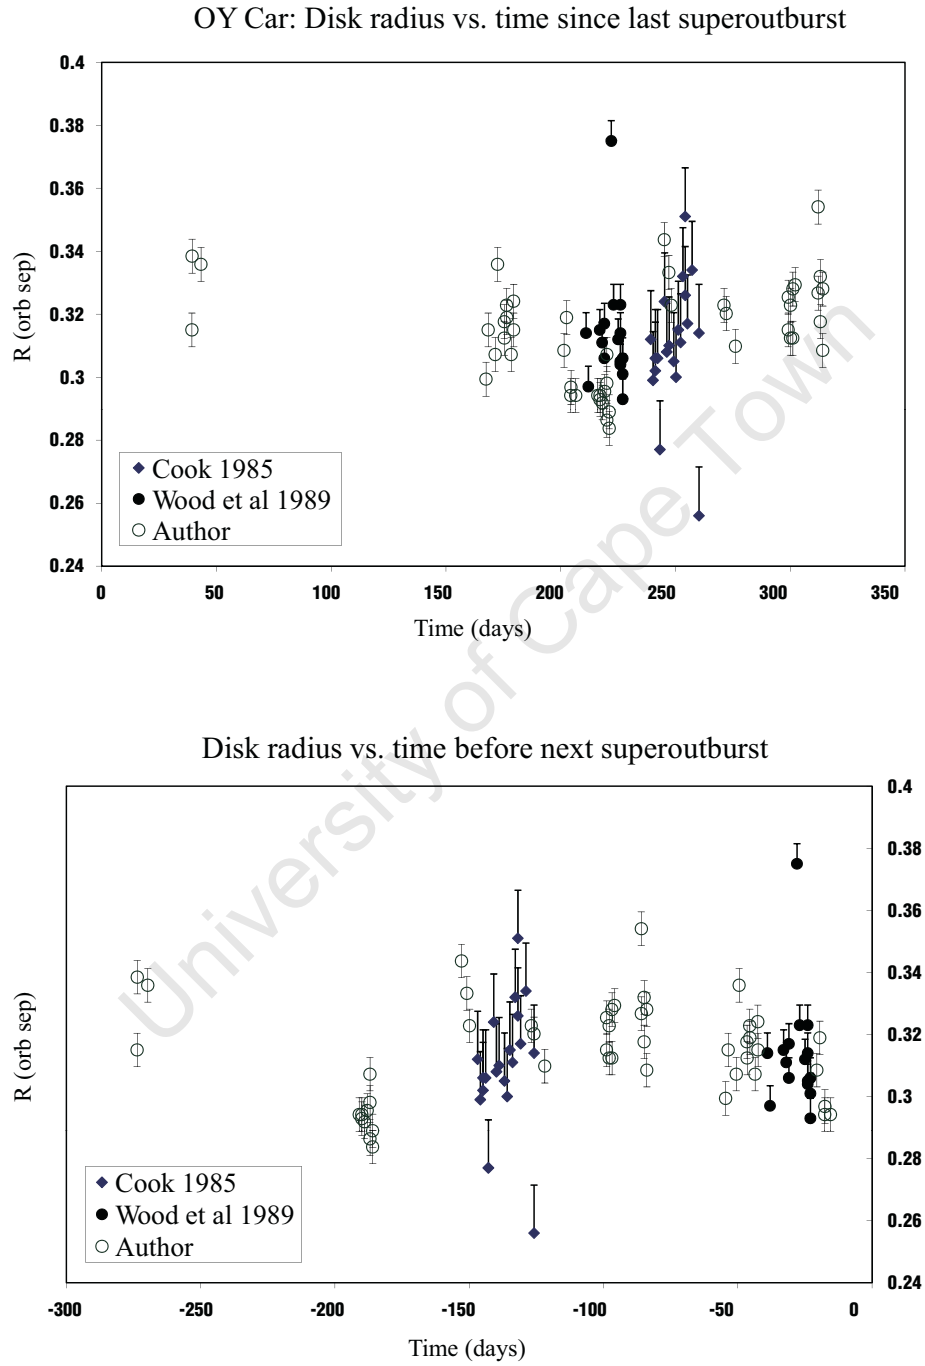 OY Car: Disk radius vs. time since last superoutburst
0.4
0.38
0.36
0.34
0.32
0.3
0.28
0.26
0.24
R (orb sep)
Cook 1985
Wood et al 1989
Author
0 50 100 150 200 250 300 350
Time (days)
University of Cape Town
Disk radius vs. time before next superoutburst
0.4
0.38
0.36
0.34
0.32
0.3
0.28
0.26
0.24
R (orb sep)
Cook 1985
Wood et al 1989
Author
-300 -250 -200 -150 -100 -50 0
Time (days)